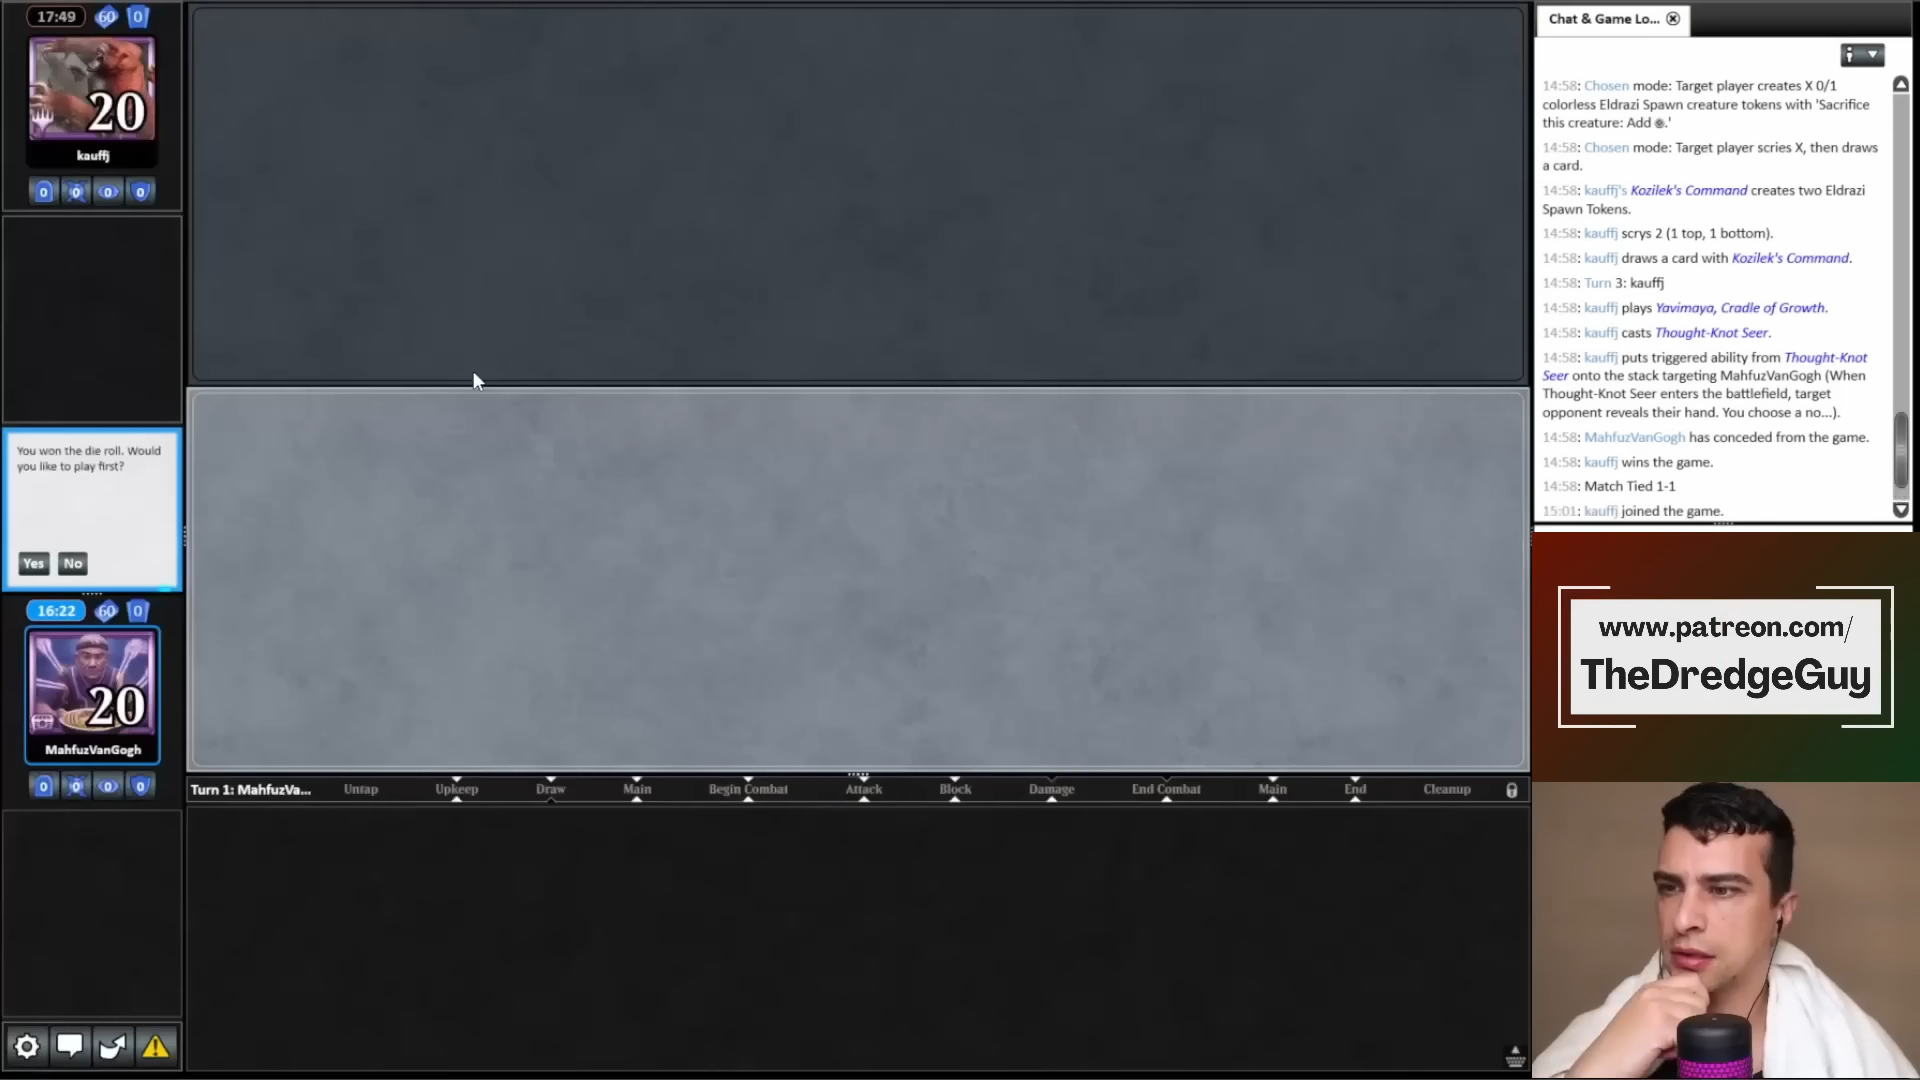 17:49 60 0
20
kauffj
0 0 0 0
You won the die roll. Would
you like to play first?
Yes No
16:22 60 0
20
MahfuzVanGogh
0 0 0 0
Turn 1: MahfuzVa... Untap Upkeep Draw Main Begin Combat Attack Block Damage End Combat Main End Cleanup
Chat & Game Lo...
14:58: Chosen mode: Target player creates X 0/1
colorless Eldrazi Spawn creature tokens with 'Sacrifice
this creature: Add .'
14:58: Chosen mode: Target player scries X, then draws
a card.
14:58: kauffj's Kozilek's Command creates two Eldrazi
Spawn Tokens.
14:58: kauffj scrys 2 (1 top, 1 bottom).
14:58: kauffj draws a card with Kozilek's Command.
14:58: Turn 3: kauffj
14:58: kauffj plays Yavimaya, Cradle of Growth.
14:58: kauffj casts Thought-Knot Seer.
14:58: kauffj puts triggered ability from Thought-Knot
Seer onto the stack targeting MahfuzVanGogh (When
Thought-Knot Seer enters the battlefield, target
opponent reveals their hand. You choose a no...).
14:58: MahfuzVanGogh has conceded from the game.
14:58: kauffj wins the game.
14:58: Match Tied 1-1
15:01: kauffj joined the game.
www.patreon.com/
TheDredgeGuy